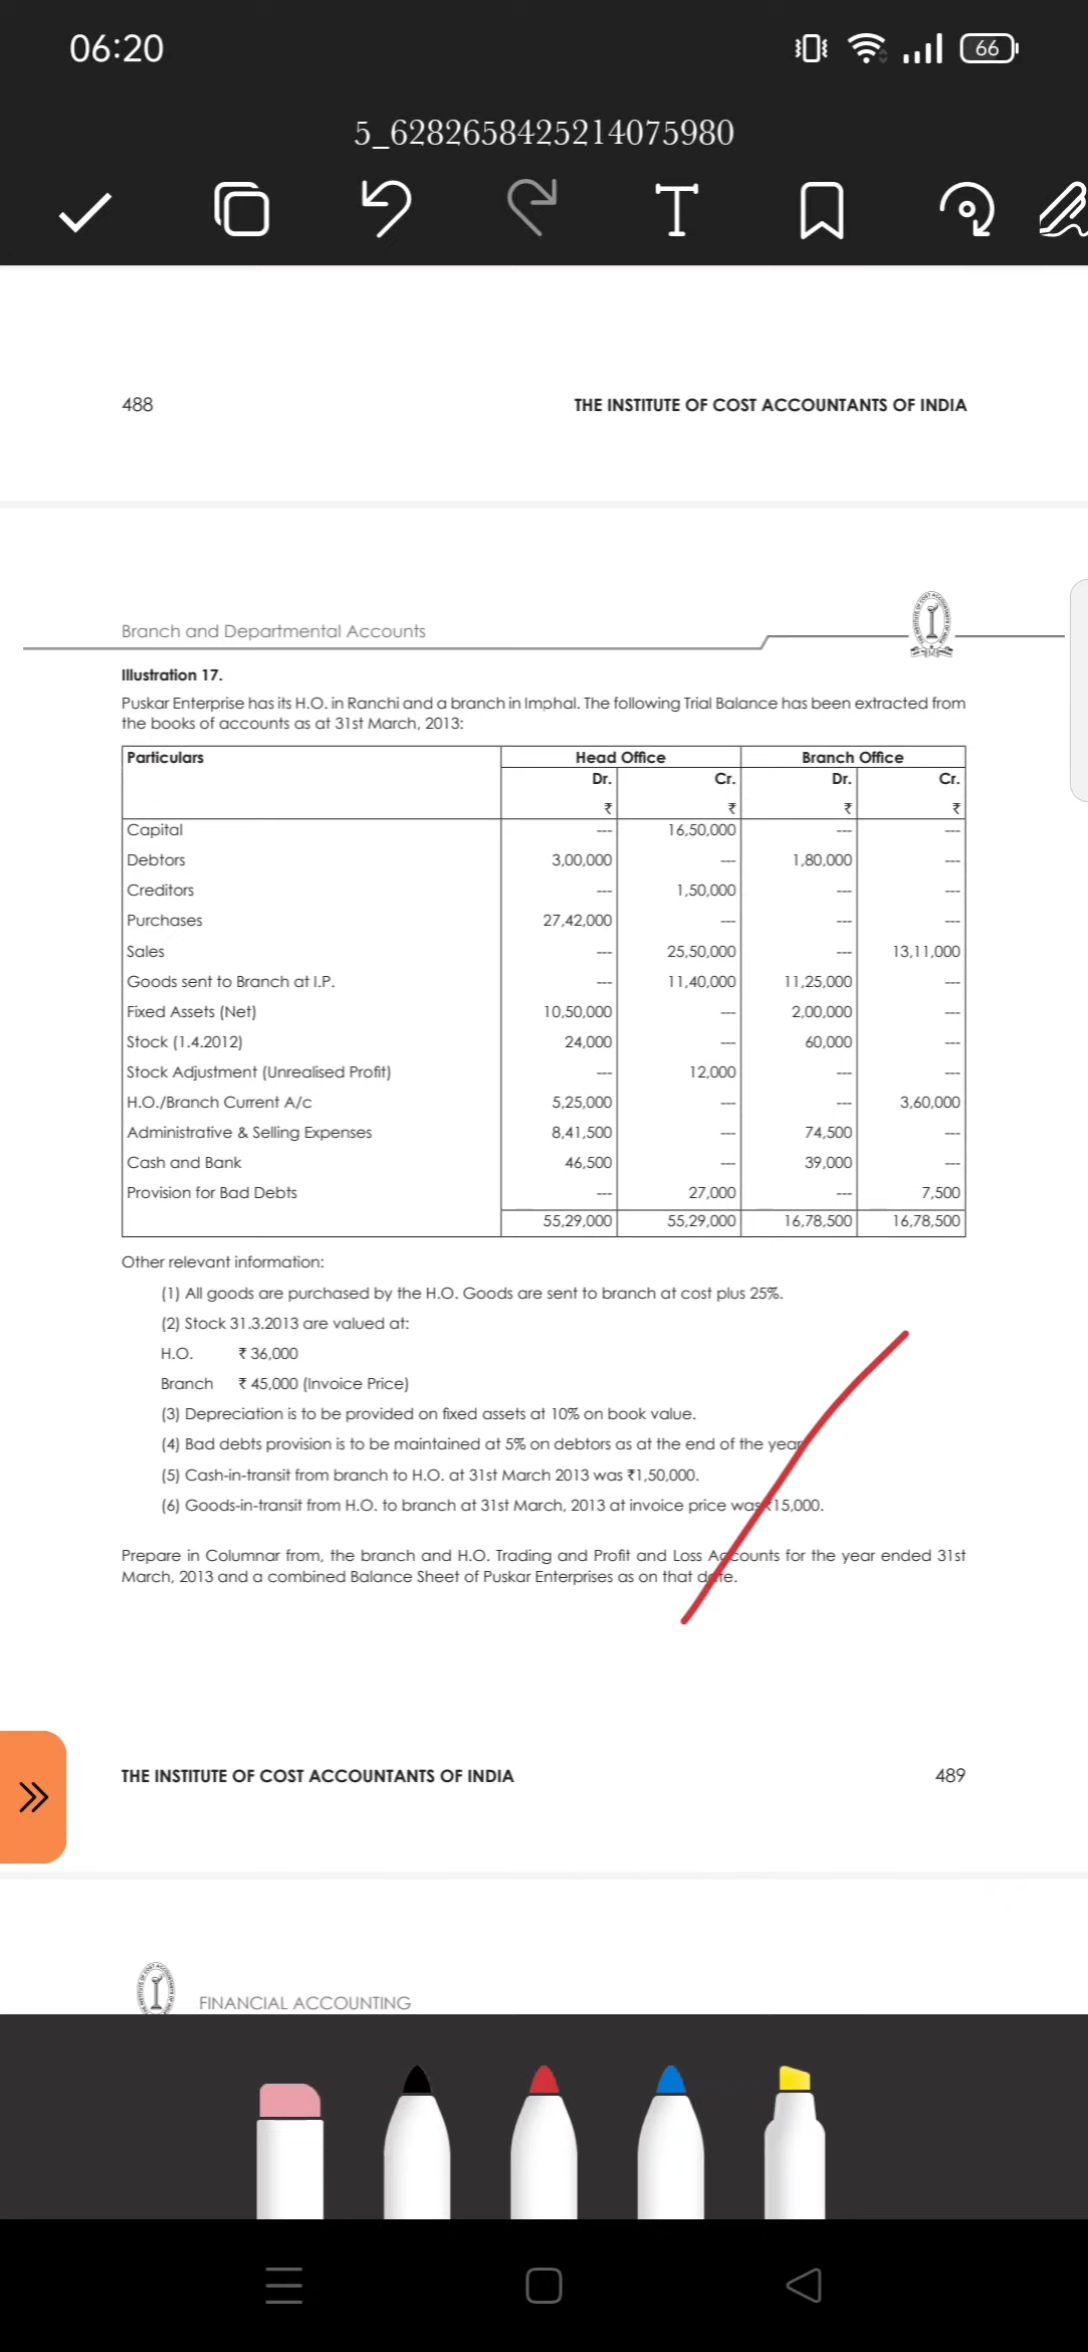 06:20
66
5_6282658425214075980
T
488 THE INSTITUTE OF COST ACCOUNTANTS OF INDIA
Branch and Departmental Accounts
Illustration 17.
Puskar Enterprise has its H.O. in Ranchi and a branch in Imphal. The following Trial Balance has been extracted from
the books of accounts as at 31st March, 2013:
Particulars Head Office Branch Office
Dr. Cr. Dr. Cr.
₹ ₹ ₹ ₹
Capital --- 16,50,000 --- ---
Debtors 3,00,000 --- 1,80,000 ---
Creditors --- 1,50,000 --- ---
Purchases 27,42,000 --- --- ---
Sales --- 25,50,000 --- 13,11,000
Goods sent to Branch at I.P. --- 11,40,000 11,25,000 ---
Fixed Assets (Net) 10,50,000 --- 2,00,000 ---
Stock (1.4.2012) 24,000 --- 60,000 ---
Stock Adjustment (Unrealised Profit) --- 12,000 --- ---
H.O./Branch Current A/c 5,25,000 --- --- 3,60,000
Administrative & Selling Expenses 8,41,500 --- 74,500 ---
Cash and Bank 46,500 --- 39,000 ---
Provision for Bad Debts --- 27,000 --- 7,500
55,29,000 55,29,000 16,78,500 16,78,500
Other relevant information:
(1) All goods are purchased by the H.O. Goods are sent to branch at cost plus 25%.
(2) Stock 31.3.2013 are valued at:
H.O. ₹ 36,000
Branch ₹ 45,000 (Invoice Price)
(3) Depreciation is to be provided on fixed assets at 10% on book value.
(4) Bad debts provision is to be maintained at 5% on debtors as at the end of the year
(5) Cash-in-transit from branch to H.O. at 31st March 2013 was ₹1,50,000.
(6) Goods-in-transit from H.O. to branch at 31st March, 2013 at invoice price was ₹15,000.
Prepare in Columnar from, the branch and H.O. Trading and Profit and Loss Accounts for the year ended 31st
March, 2013 and a combined Balance Sheet of Puskar Enterprises as on that date.
THE INSTITUTE OF COST ACCOUNTANTS OF INDIA 489
FINANCIAL ACCOUNTING